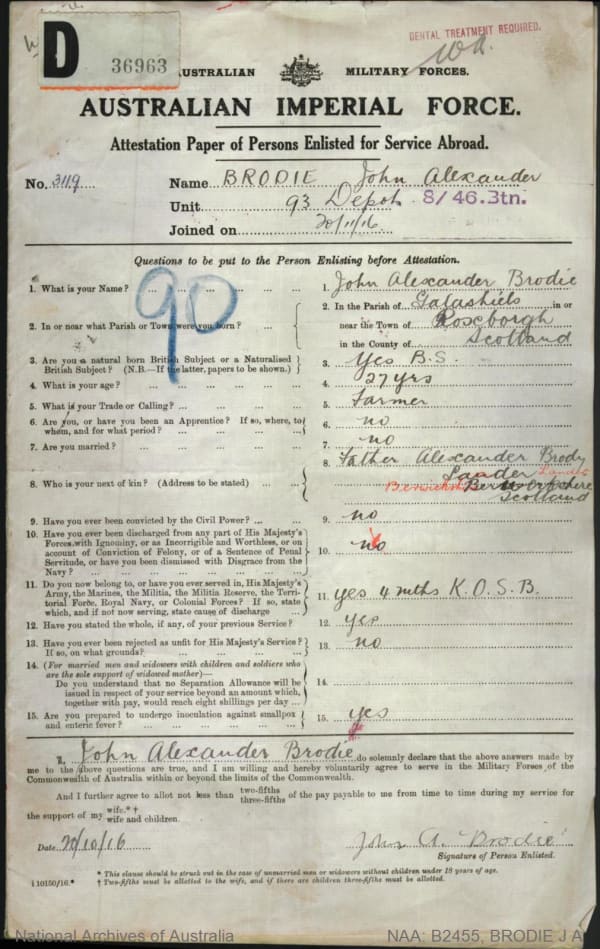 D 36963
DENTAL TREATMENT REQUIRED.
AUSTRALIAN MILITARY FORCES.
AUSTRALIAN IMPERIAL FORCE.
Attestation Paper of Persons Enlisted for Service Abroad.
No. 3119 Name BRODIE John Alexander
Unit 93 Depot 8/46.Btn.
Joined on 20/11/16
Questions to be put to the Person Enlisting before Attestation.
90
1. What is your Name? ... 1. John Alexander Brodie
2. In or near what Parish or Town were you born? ... 2. In the Parish of Galashiels in or
near the Town of Roxborgh
in the County of Scotland
3. Are you a natural born British Subject or a Naturalised
British Subject? (N.B.—If the latter, papers to be shown.) 3. Yes B.S.
4. What is your age? ... 4. 27 yrs
5. What is your Trade or Calling? ... 5. Farmer
6. Are you, or have you been an Apprentice? If so, where, to
whom, and for what period? ... 6. no
7. Are you married? ... 7. no
8. Who is your next of kin? (Address to be stated) ... 8. Father Alexander Brody
Lauder
Berwickshire
Scotland
9. Have you ever been convicted by the Civil Power? ... 9. no
10. Have you ever been discharged from any part of His Majesty's
Forces, with Ignominy, or as Incorrigible and Worthless, or on
account of Conviction of Felony, or of a Sentence of Penal
Servitude, or have you been dismissed with Disgrace from the
Navy? ... 10. no
11. Do you now belong to, or have you ever served in, His Majesty's
Army, the Marines, the Militia, the Militia Reserve, the Terri-
torial Force, Royal Navy, or Colonial Forces? If so, state
which, and if not now serving, state cause of discharge ... 11. yes 4 mths K.O.S.B.
12. Have you stated the whole, if any, of your previous Service? 12. yes
13. Have you ever been rejected as unfit for His Majesty's Service?
If so, on what grounds? 13. no
14. (For married men and widowers with children and soldiers who
are the sole support of widowed mother)—
Do you understand that no Separation Allowance will be
issued in respect of your service beyond an amount which,
together with pay, would reach eight shillings per day ... 14.
15. Are you prepared to undergo inoculation against smallpox
and enteric fever? 15. yes
I, John Alexander Brodie do solemnly declare that the above answers made by
me to the above questions are true, and I am willing and hereby voluntarily agree to serve in the Military Forces of the
Commonwealth of Australia within or beyond the limits of the Commonwealth.
And I further agree to allot not less than two-fifths three-fifths of the pay payable to me from time to time during my service for
the support of my wife.*† wife and children.
Date 20/10/16 John A. Brodie
Signature of Person Enlisted.
* This clause should be struck out in the case of unmarried men or widowers without children under 18 years of age.
† 10150/16.* † Two-fifths must be allotted to the wife, and if there are children three-fifths must be allotted.
National Archives of Australia NAA: B2455, BRODIE J A